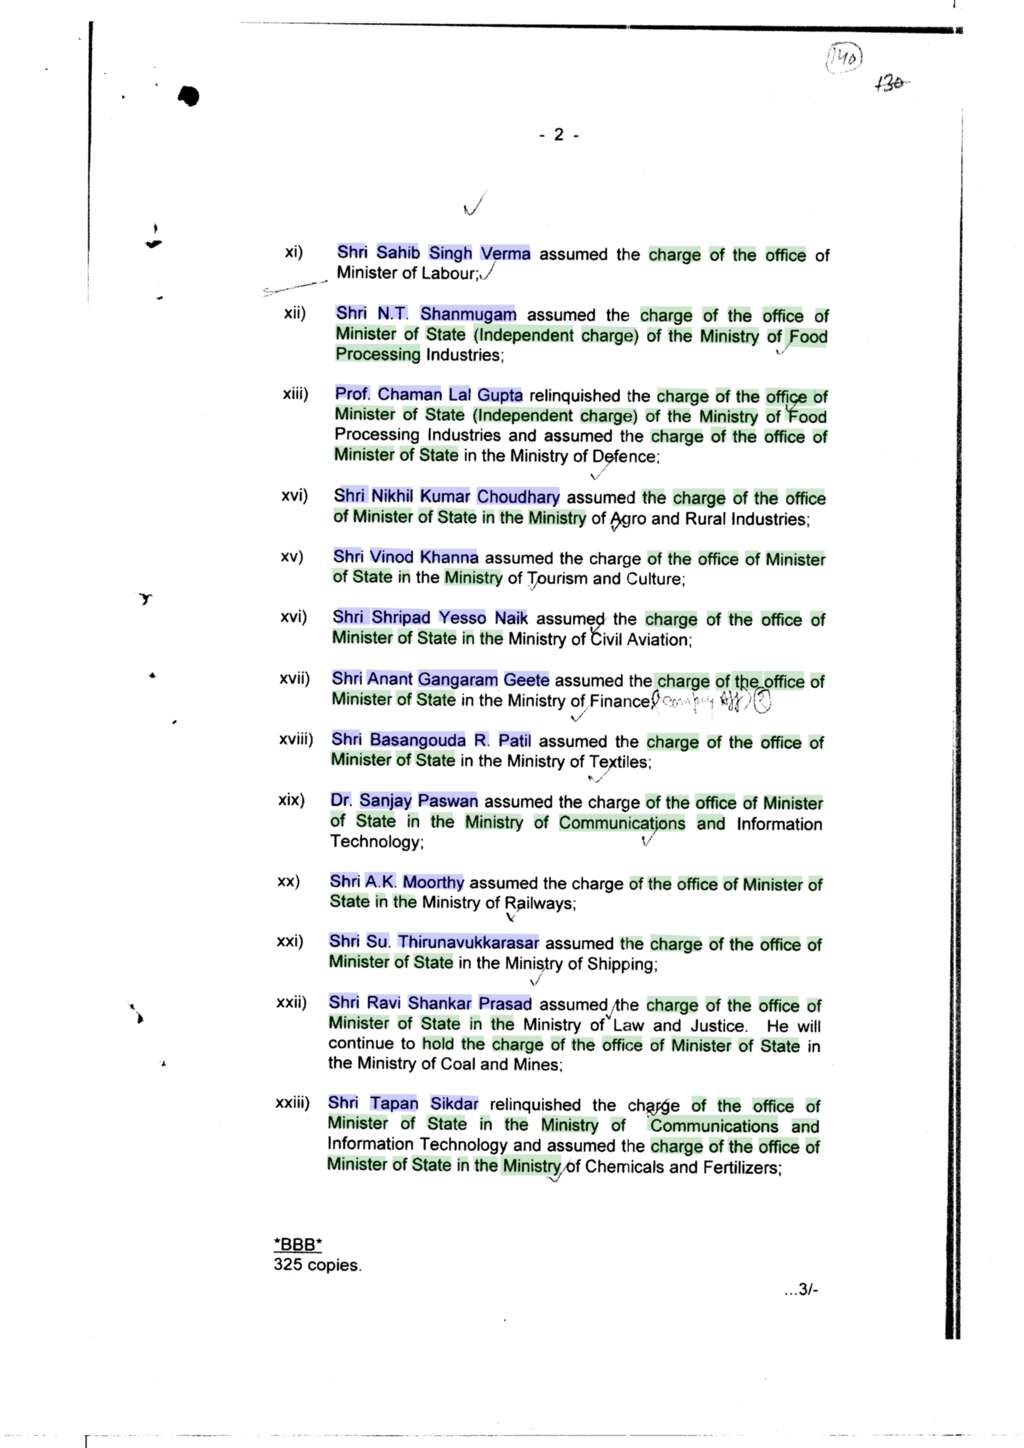 140
130
- 2 -
xi) Shri Sahib Singh Verma assumed the charge of the office of
Minister of Labour;
xii) Shri N.T. Shanmugam assumed the charge of the office of
Minister of State (Independent charge) of the Ministry of Food
Processing Industries;
xiii) Prof. Chaman Lal Gupta relinquished the charge of the office of
Minister of State (Independent charge) of the Ministry of Food
Processing Industries and assumed the charge of the office of
Minister of State in the Ministry of Defence;
xvi) Shri Nikhil Kumar Choudhary assumed the charge of the office
of Minister of State in the Ministry of Agro and Rural Industries;
xv) Shri Vinod Khanna assumed the charge of the office of Minister
of State in the Ministry of Tourism and Culture;
xvi) Shri Shripad Yesso Naik assumed the charge of the office of
Minister of State in the Ministry of Civil Aviation;
xvii) Shri Anant Gangaram Geete assumed the charge of the office of
Minister of State in the Ministry of Finance
xviii) Shri Basangouda R. Patil assumed the charge of the office of
Minister of State in the Ministry of Textiles;
xix) Dr. Sanjay Paswan assumed the charge of the office of Minister
of State in the Ministry of Communications and Information
Technology;
xx) Shri A.K. Moorthy assumed the charge of the office of Minister of
State in the Ministry of Railways;
xxi) Shri Su. Thirunavukkarasar assumed the charge of the office of
Minister of State in the Ministry of Shipping;
xxii) Shri Ravi Shankar Prasad assumed the charge of the office of
Minister of State in the Ministry of Law and Justice. He will
continue to hold the charge of the office of Minister of State in
the Ministry of Coal and Mines;
xxiii) Shri Tapan Sikdar relinquished the charge of the office of
Minister of State in the Ministry of Communications and
Information Technology and assumed the charge of the office of
Minister of State in the Ministry of Chemicals and Fertilizers;
*BBB*
325 copies.
...3/-